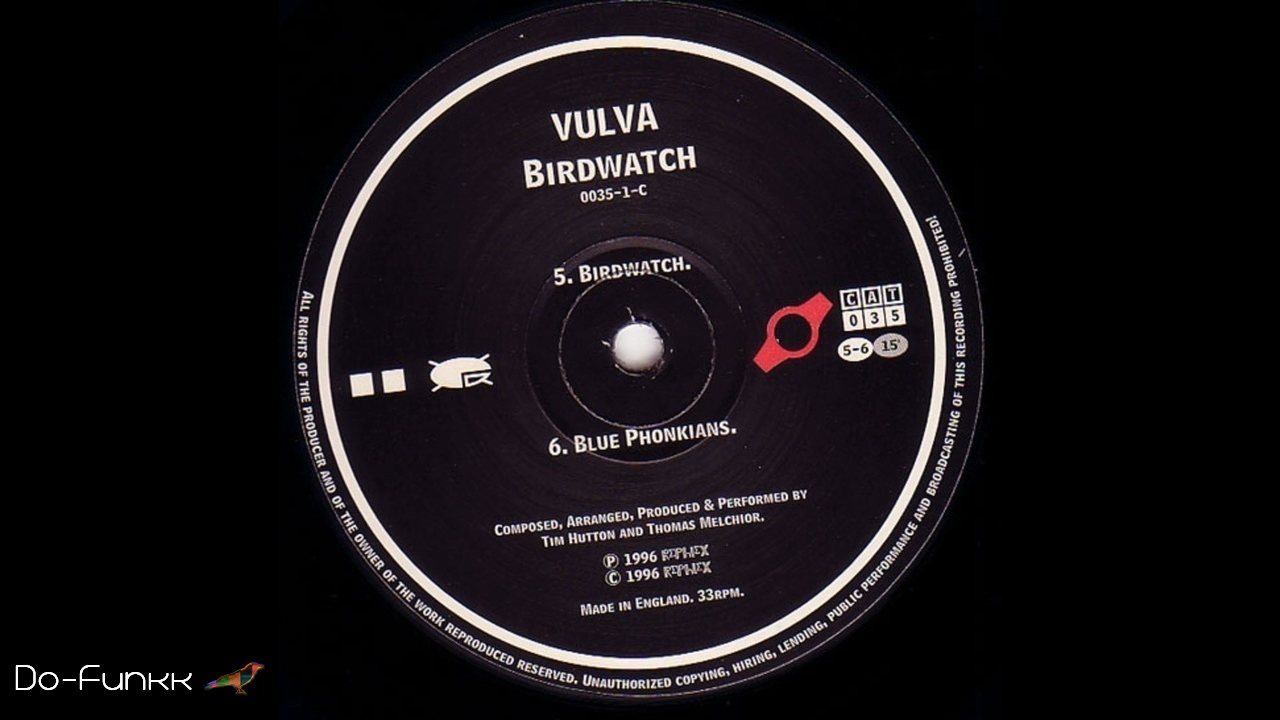 VULVA
BIRDWATCH
0035-1-C
5. BIRDWATCH.
CAT
035
5-6 15'
6. BLUE PHONKIANS.
COMPOSED, ARRANGED, PRODUCED & PERFORMED BY
TIM HUTTON AND THOMAS MELCHIOR.
Ⓟ 1996 REPHLEX
© 1996 REPHLEX
MADE IN ENGLAND. 33RPM.
ALL RIGHTS OF THE PRODUCER AND OF THE OWNER OF THE WORK REPRODUCED RESERVED. UNAUTHORIZED COPYING, HIRING, LENDING, PUBLIC PERFORMANCE AND BROADCASTING OF THIS RECORDING PROHIBITED!
Do-Funkk